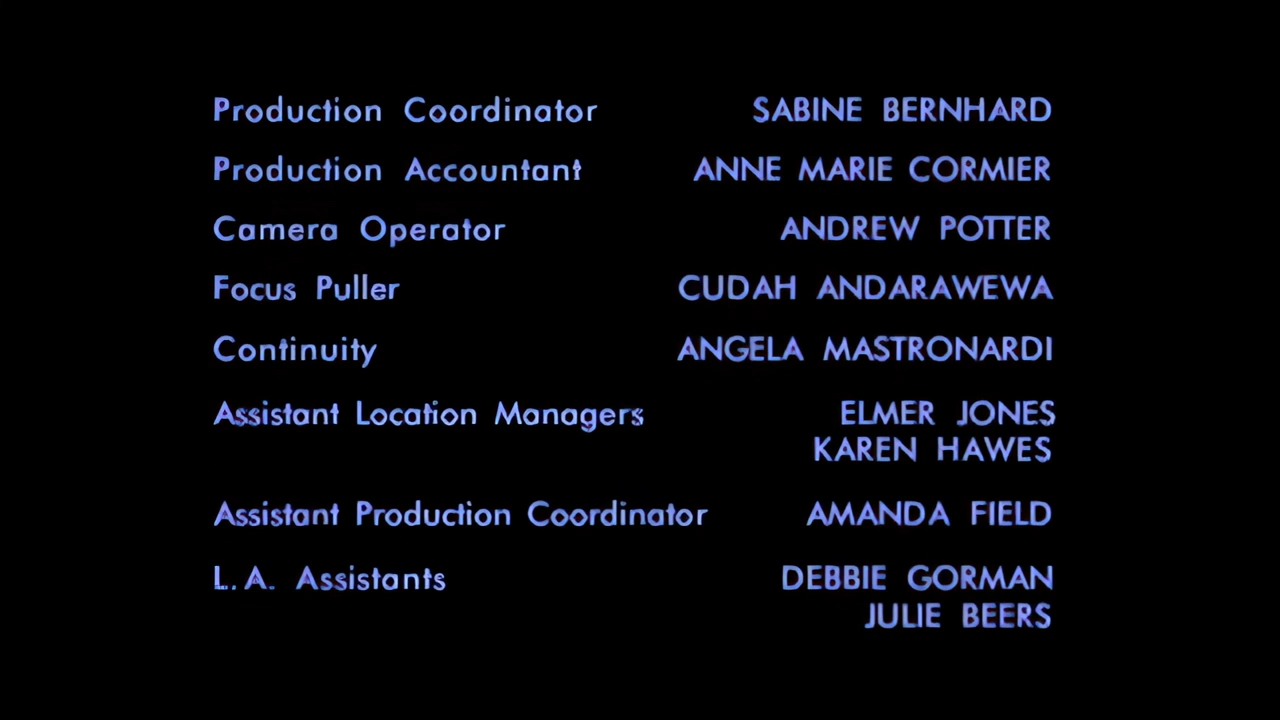 Production Coordinator SABINE BERNHARD
Production Accountant ANNE MARIE CORMIER
Camera Operator ANDREW POTTER
Focus Puller CUDAH ANDARAWEWA
Continuity ANGELA MASTRONARDI
Assistant Location Managers ELMER JONES
KAREN HAWES
Assistant Production Coordinator AMANDA FIELD
L.A. Assistants DEBBIE GORMAN
JULIE BEERS